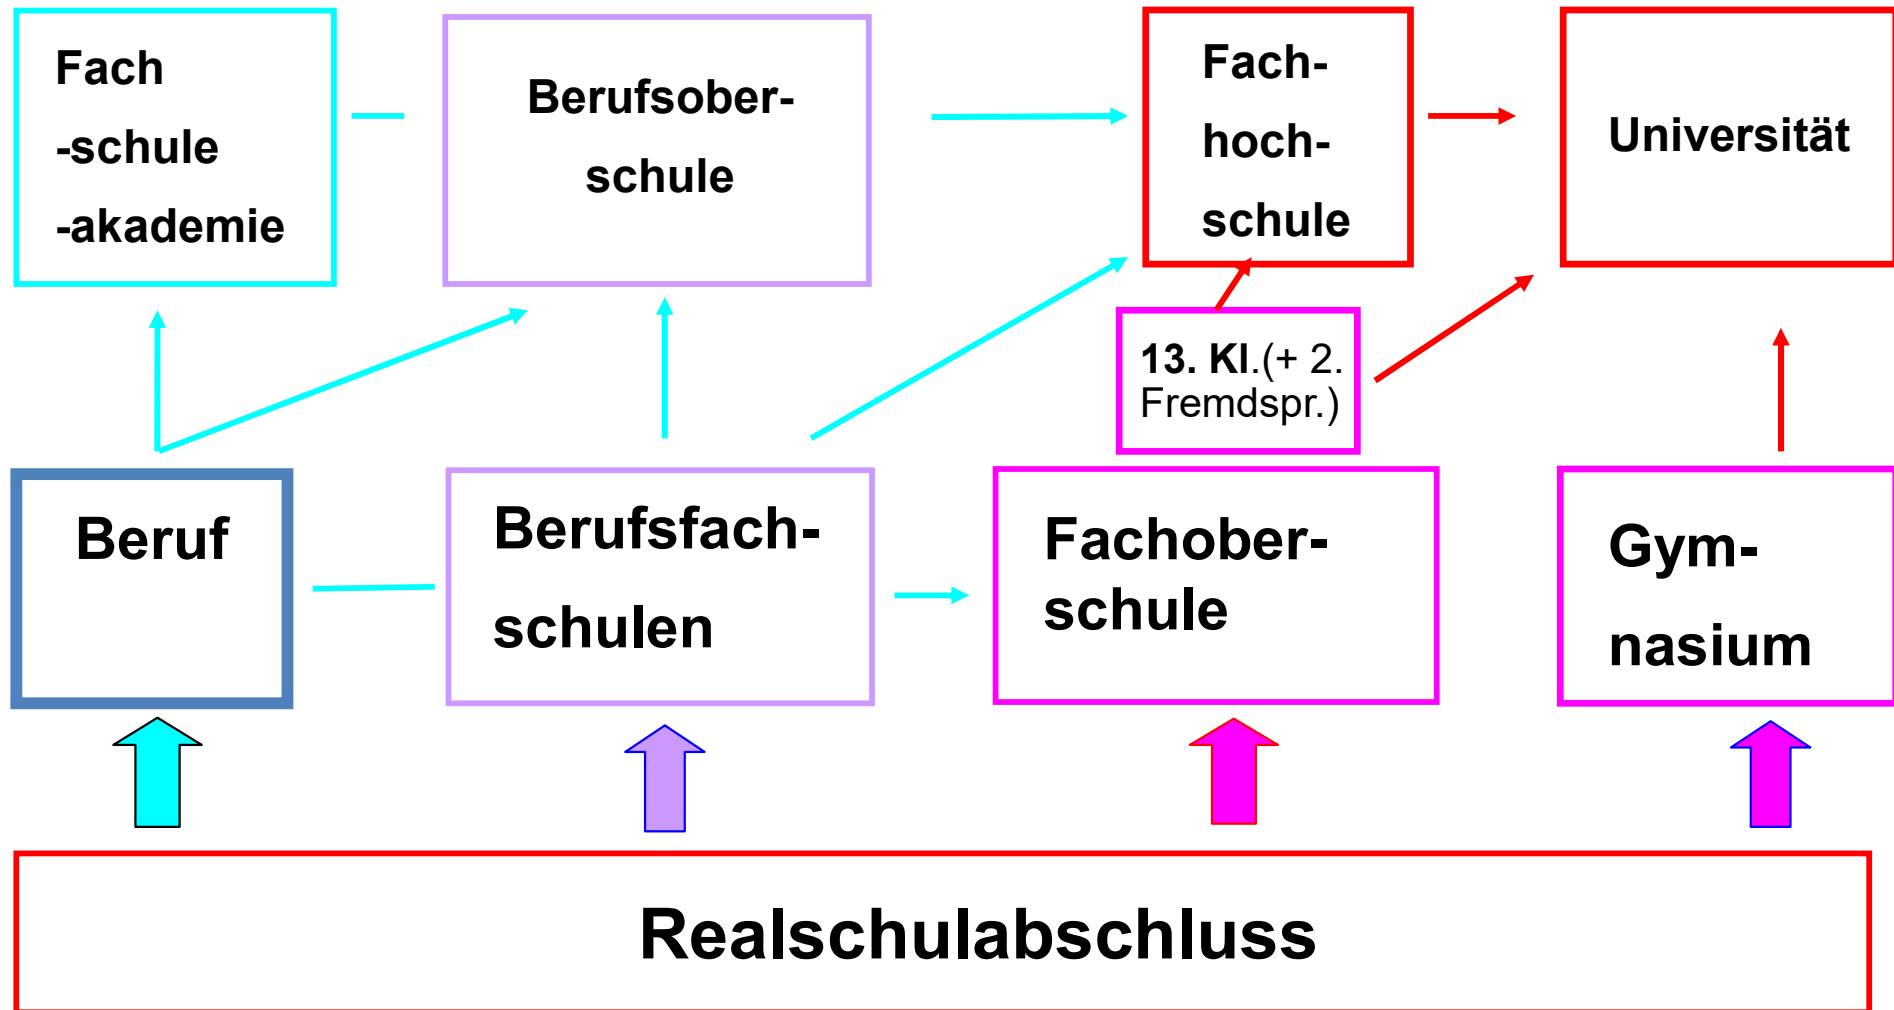 Fach
-schule
-akademie
Berufsober-
schule
Fach-
hoch-
schule
Universität
13. Kl.(+ 2.
Fremdspr.)
Beruf
Berufsfach-
schulen
Fachober-
schule
Gym-
nasium
Realschulabschluss